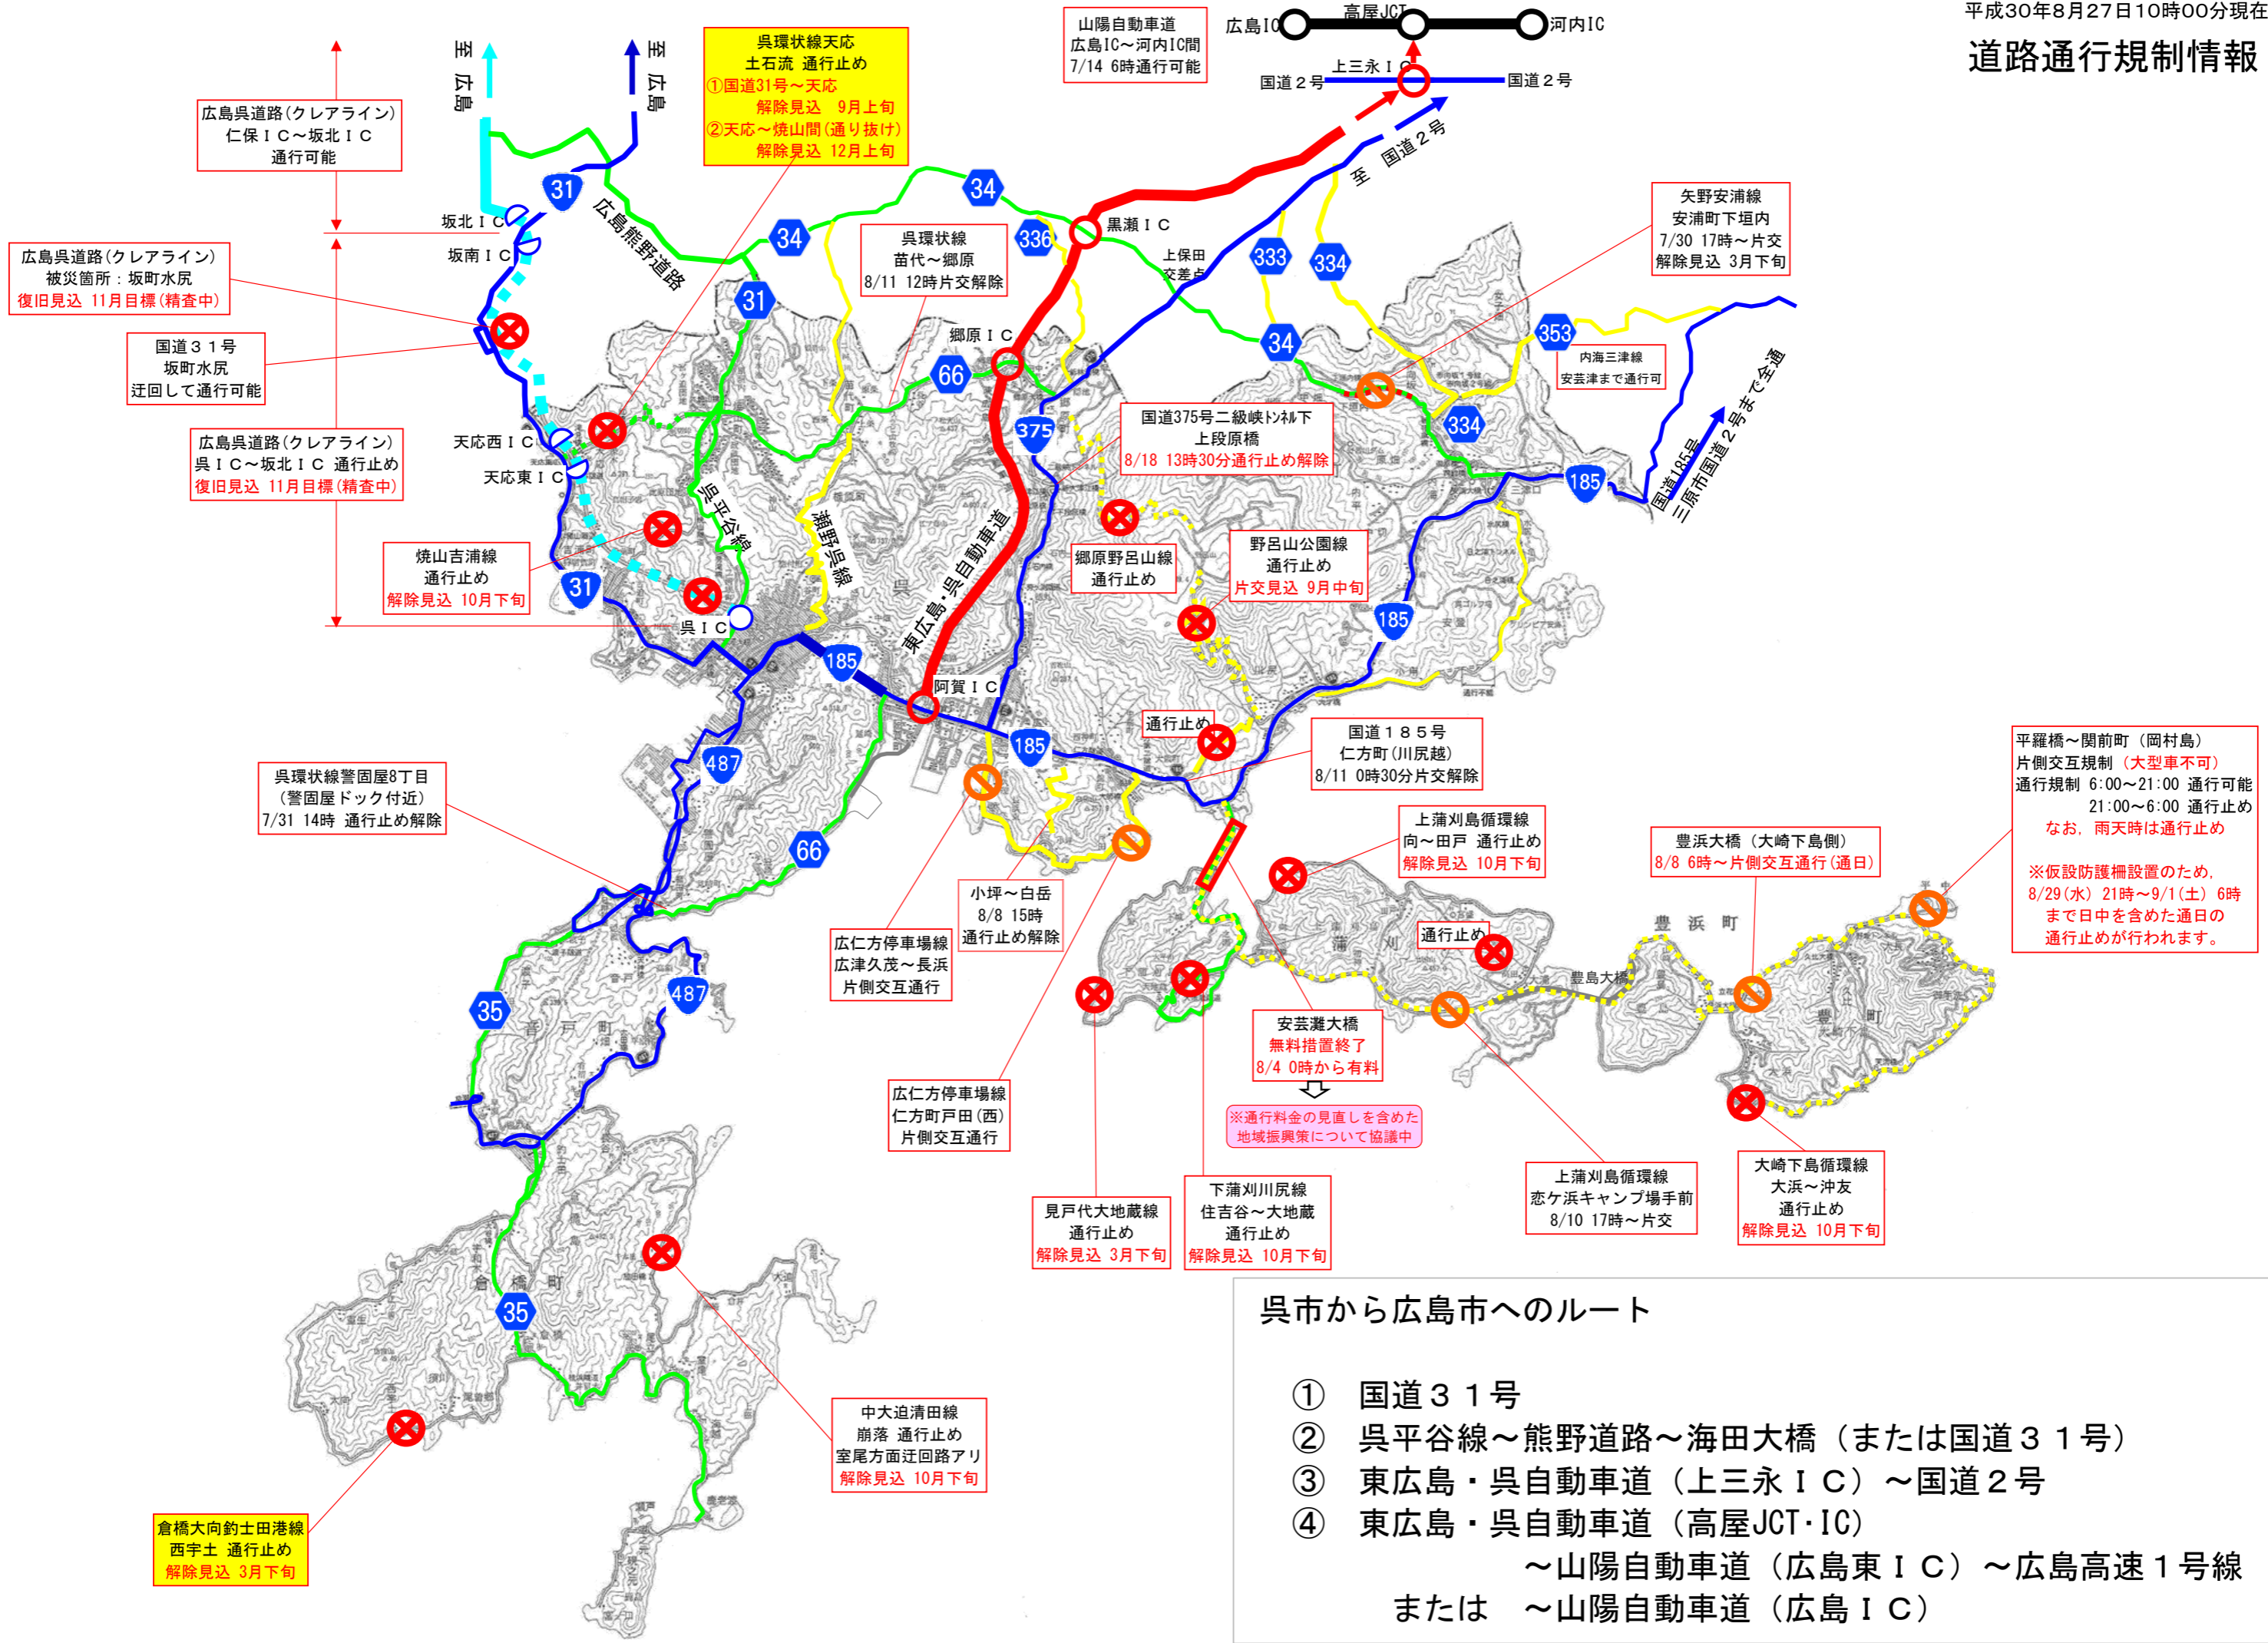 平成30年8月27日10時00分現在
道路通行規制情報
山陽自動車道
広島IC～河内IC間
7/14 6時通行可能
広島IC
高屋JCT
河内IC
上三永ＩＣ
国道２号
国道２号
至 国道２号
至 広島
至 広島
呉環状線天応
土石流 通行止め
①国道31号～天応
解除見込 9月上旬
②天応～焼山間(通り抜け)
解除見込 12月上旬
広島呉道路(クレアライン)
仁保ＩＣ～坂北ＩＣ
通行可能
31
坂北ＩＣ
坂南ＩＣ
広島熊野道路
34
34
336
黒瀬ＩＣ
上保田
交差点
333
334
矢野安浦線
安浦町下垣内
7/30 17時～片交
解除見込 3月下旬
広島呉道路(クレアライン)
被災箇所：坂町水尻
復旧見込 11月目標(精査中)
国道３１号
坂町水尻
迂回して通行可能
呉環状線
苗代～郷原
8/11 12時片交解除
31
郷原ＩＣ
66
34
353
内海三津線
安芸津まで通行可
334
広島呉道路(クレアライン)
呉ＩＣ～坂北ＩＣ 通行止め
復旧見込 11月目標(精査中)
天応西ＩＣ
天応東ＩＣ
375
国道375号二級峡トンネル下
上段原橋
8/18 13時30分通行止め解除
185
国道185号
三原市国道２号まで全通
呉平谷線
瀬野呉線
東広島・呉自動車道
焼山吉浦線
通行止め
解除見込 10月下旬
31
呉ＩＣ
郷原野呂山線
通行止め
野呂山公園線
通行止め
片交見込 9月中旬
185
185
阿賀ＩＣ
185
通行止め
国道１８５号
仁方町(川尻越)
8/11 0時30分片交解除
通行不能
487
呉環状線警固屋8丁目
(警固屋ドック付近)
7/31 14時 通行止め解除
66
小坪～白岳
8/8 15時
通行止め解除
広仁方停車場線
広津久茂～長浜
片側交互通行
上蒲刈島循環線
向～田戸 通行止め
解除見込 10月下旬
豊浜大橋（大崎下島側）
8/8 6時～片側交互通行(通日)
平羅橋～関前町（岡村島）
片側交互規制（大型車不可）
通行規制 6:00～21:00 通行可能
21:00～6:00 通行止め
なお，雨天時は通行止め
※仮設防護柵設置のため，
8/29(水) 21時～9/1(土) 6時
まで日中を含めた通日の
通行止めが行われます。
通行止め
豊浜町
豊島大橋
豊町
蒲刈
35
487
音戸町
安芸灘大橋
無料措置終了
8/4 0時から有料
※通行料金の見直しを含めた
地域振興策について協議中
広仁方停車場線
仁方町戸田(西)
片側交互通行
見戸代大地蔵線
通行止め
解除見込 3月下旬
下蒲刈川尻線
住吉谷～大地蔵
通行止め
解除見込 10月下旬
上蒲刈島循環線
恋ケ浜キャンプ場手前
8/10 17時～片交
大崎下島循環線
大浜～沖友
通行止め
解除見込 10月下旬
倉橋町
35
中大迫清田線
崩落 通行止め
室尾方面迂回路アリ
解除見込 10月下旬
倉橋大向釣士田港線
西宇土 通行止め
解除見込 3月下旬
呉市から広島市へのルート
① 国道３１号
② 呉平谷線～熊野道路～海田大橋（または国道３１号）
③ 東広島・呉自動車道（上三永ＩＣ）～国道２号
④ 東広島・呉自動車道（高屋JCT・IC）
～山陽自動車道（広島東ＩＣ）～広島高速１号線
または ～山陽自動車道（広島ＩＣ）